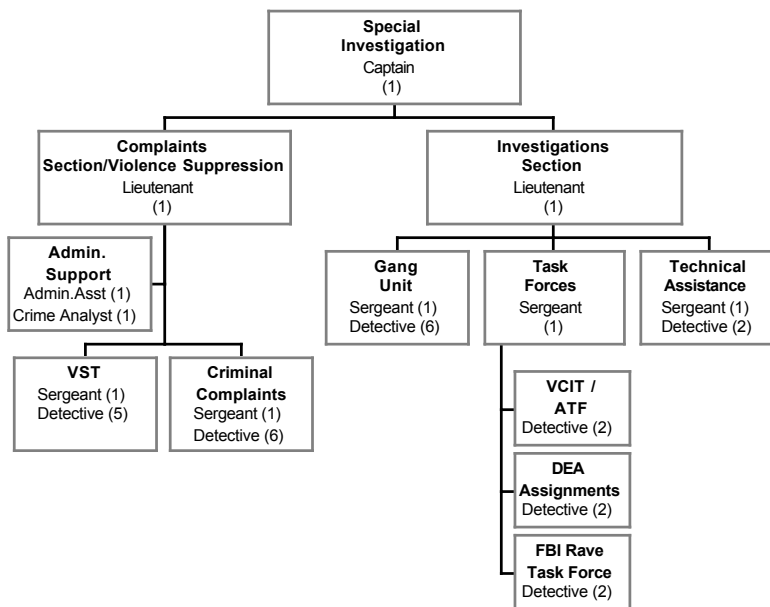 Special
Investigation
Captain
(1)
Complaints
Section/Violence Suppression
Lieutenant
(1)
Investigations
Section
Lieutenant
(1)
Admin.
Support
Admin.Asst (1)
Crime Analyst (1)
Gang
Unit
Sergeant (1)
Detective (6)
Task
Forces
Sergeant
(1)
Technical
Assistance
Sergeant (1)
Detective (2)
VST
Sergeant (1)
Detective (5)
Criminal
Complaints
Sergeant (1)
Detective (6)
VCIT /
ATF
Detective (2)
DEA
Assignments
Detective (2)
FBI Rave
Task Force
Detective (2)